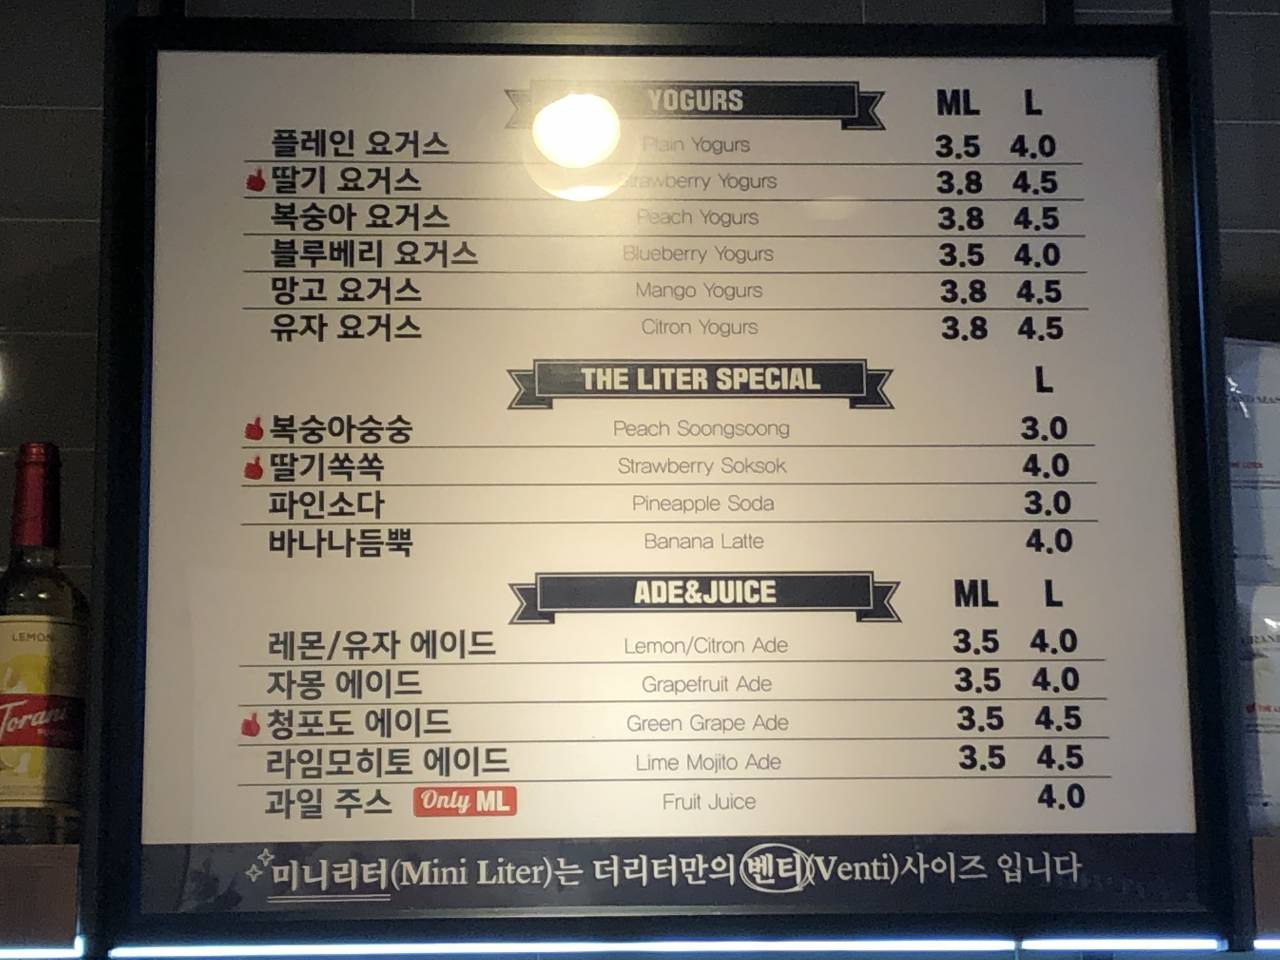 YOGURS ML L
플레인 요거스 Plain Yogurs 3.5 4.0
딸기 요거스 Strawberry Yogurs 3.8 4.5
복숭아 요거스 Peach Yogurs 3.8 4.5
블루베리 요거스 Blueberry Yogurs 3.5 4.0
망고 요거스 Mango Yogurs 3.8 4.5
유자 요거스 Citron Yogurs 3.8 4.5
THE LITER SPECIAL L
복숭아숭숭 Peach Soongsoong 3.0
딸기쏙쏙 Strawberry Soksok 4.0
파인소다 Pineapple Soda 3.0
바나나듬뿍 Banana Latte 4.0
ADE&JUICE ML L
레몬/유자 에이드 Lemon/Citron Ade 3.5 4.0
자몽 에이드 Grapefruit Ade 3.5 4.0
청포도 에이드 Green Grape Ade 3.5 4.5
라임모히토 에이드 Lime Mojito Ade 3.5 4.5
과일 주스 Only ML Fruit Juice 4.0
미니리터(Mini Liter)는 더리터만의 벤티(Venti)사이즈 입니다
LEMON
Torani